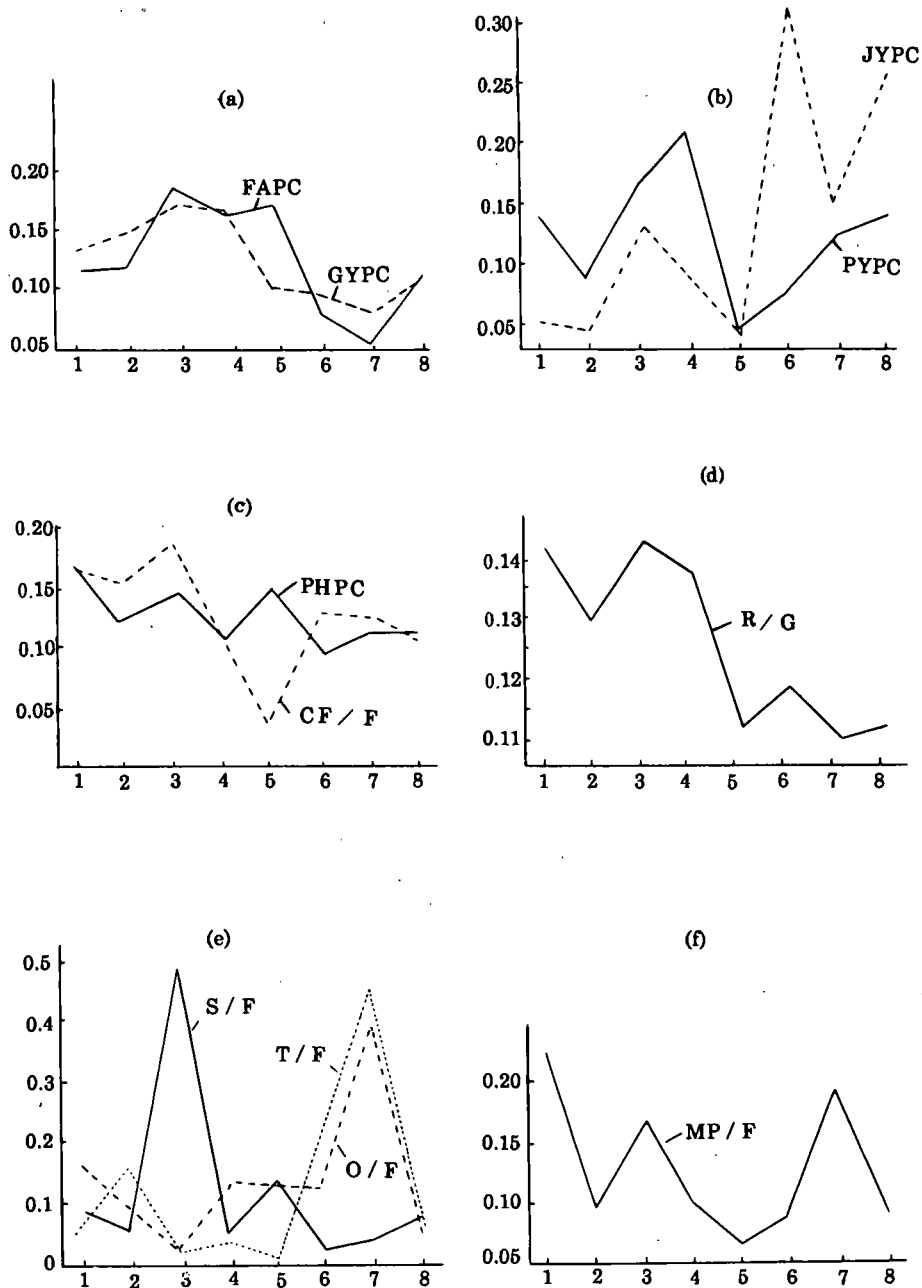 (a)
0.20
0.15
0.10
0.05
FAPC
GYPC
1 2 3 4 5 6 7 8
(b)
0.30
0.25
0.20
0.15
0.10
0.05
JYPC
PYPC
1 2 3 4 5 6 7 8
(c)
0.20
0.15
0.10
0.05
PHPC
CF / F
1 2 3 4 5 6 7 8
(d)
0.14
0.13
0.12
0.11
R / G
1 2 3 4 5 6 7 8
(e)
0.5
0.4
0.3
0.2
0.1
0
S / F
T / F
O / F
1 2 3 4 5 6 7 8
(f)
0.20
0.15
0.10
0.05
MP / F
1 2 3 4 5 6 7 8